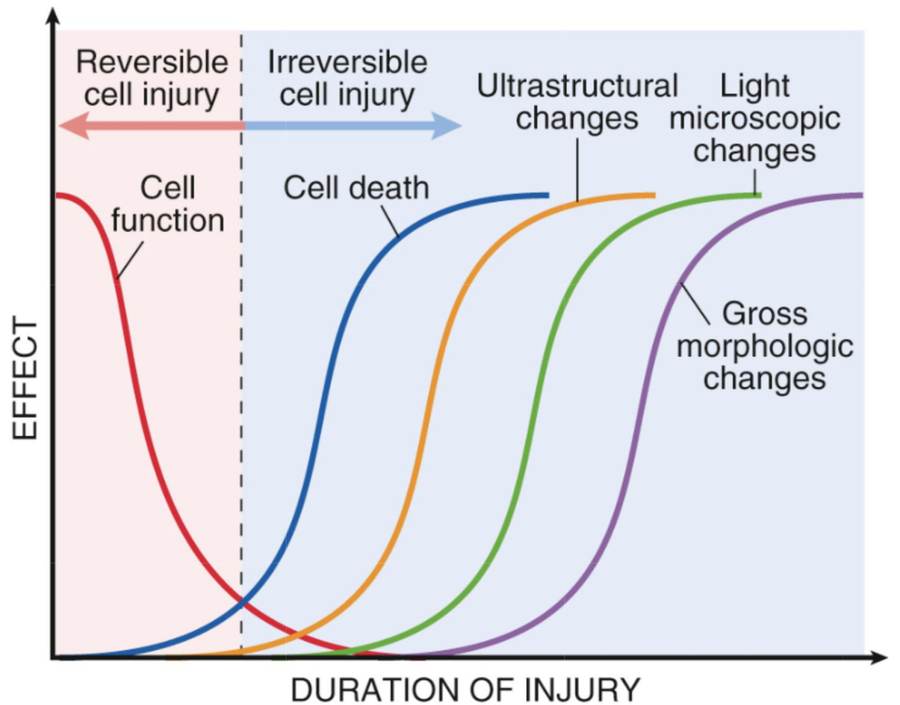 Reversible
cell injury
Irreversible
cell injury
Ultrastructural
changes
Light
microscopic
changes
Cell
function
Cell death
Gross
morphologic
changes
EFFECT
DURATION OF INJURY